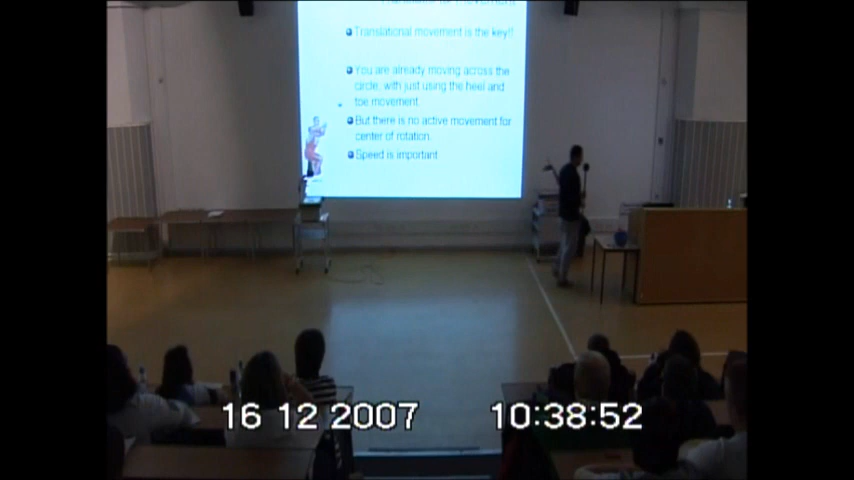 Translational movement is the key!!
You are already moving across the
circle, with just using the heel and
toe movement
But there is no active movement for
center of rotation.
Speed is important
16 12 2007 10:38:52